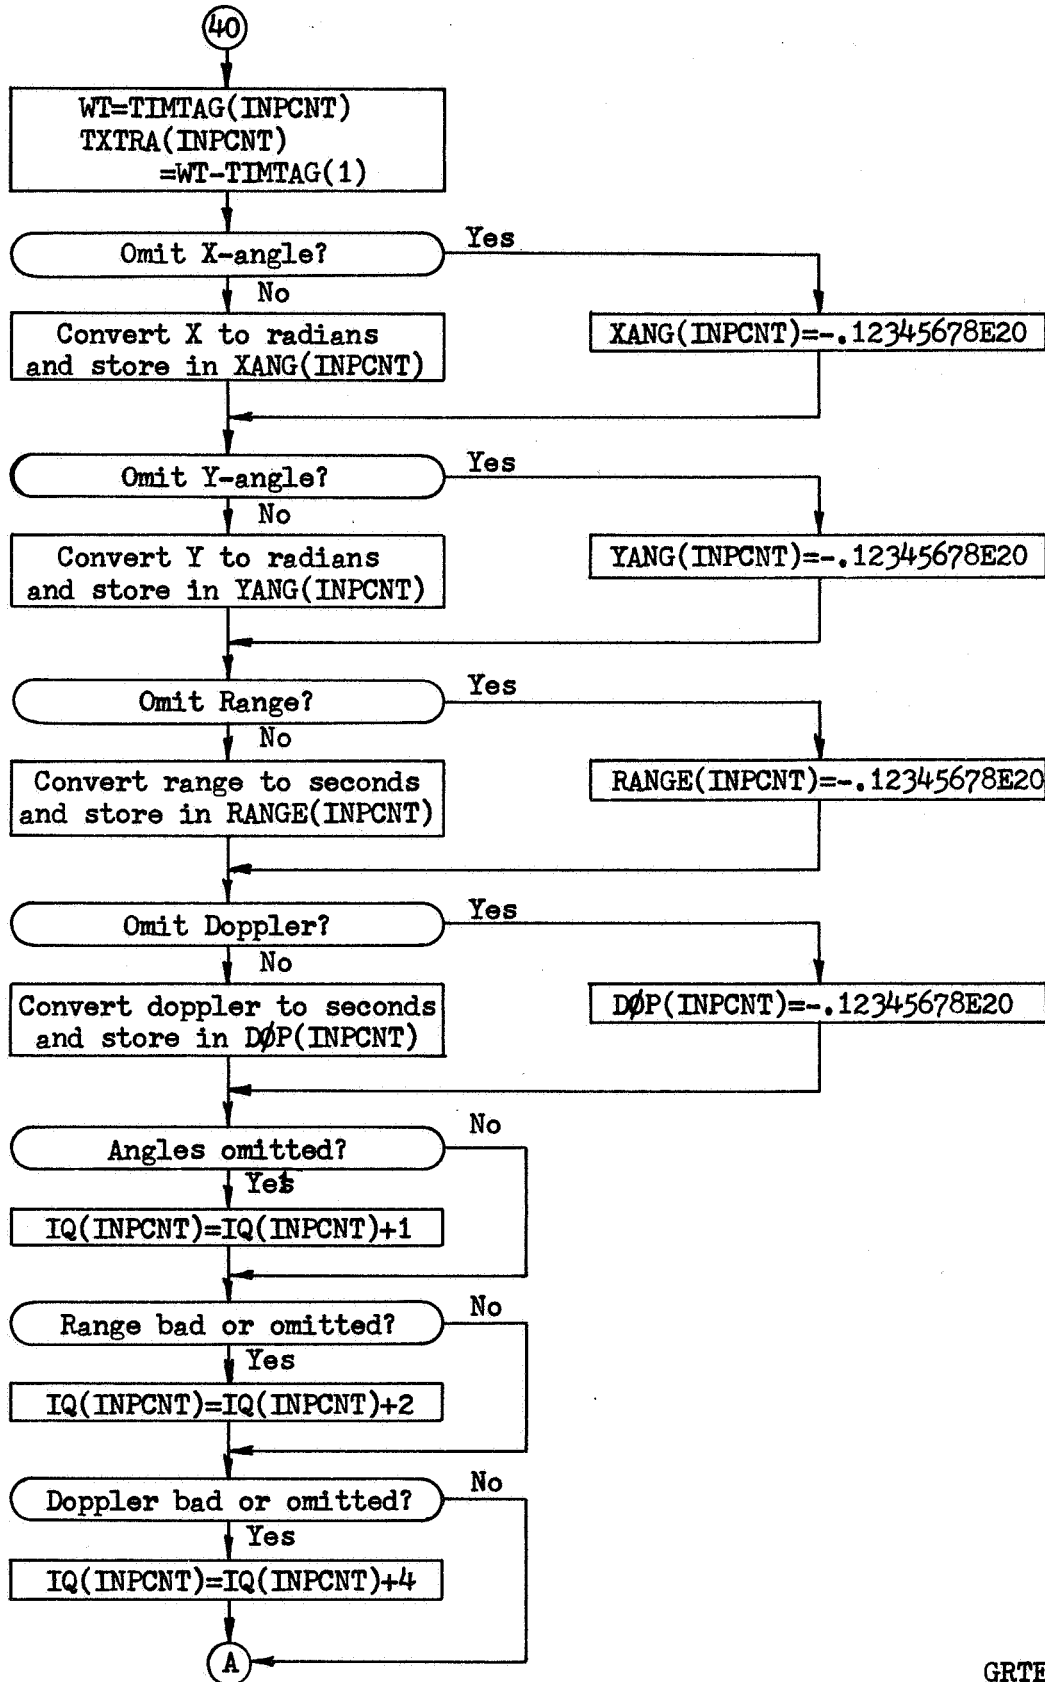 40
WT=TIMTAG(INPCNT)
TXTRA(INPCNT)
=WT-TIMTAG(1)
Omit X-angle?
Yes
No
Convert X to radians
and store in XANG(INPCNT)
XANG(INPCNT)=-.12345678E20
Omit Y-angle?
Yes
No
Convert Y to radians
and store in YANG(INPCNT)
YANG(INPCNT)=-.12345678E20
Omit Range?
Yes
No
Convert range to seconds
and store in RANGE(INPCNT)
RANGE(INPCNT)=-.12345678E20
Omit Doppler?
Yes
No
Convert doppler to seconds
and store in DØP(INPCNT)
DØP(INPCNT)=-.12345678E20
Angles omitted?
No
Yes
IQ(INPCNT)=IQ(INPCNT)+1
Range bad or omitted?
No
Yes
IQ(INPCNT)=IQ(INPCNT)+2
Doppler bad or omitted?
No
Yes
IQ(INPCNT)=IQ(INPCNT)+4
A
GRTE